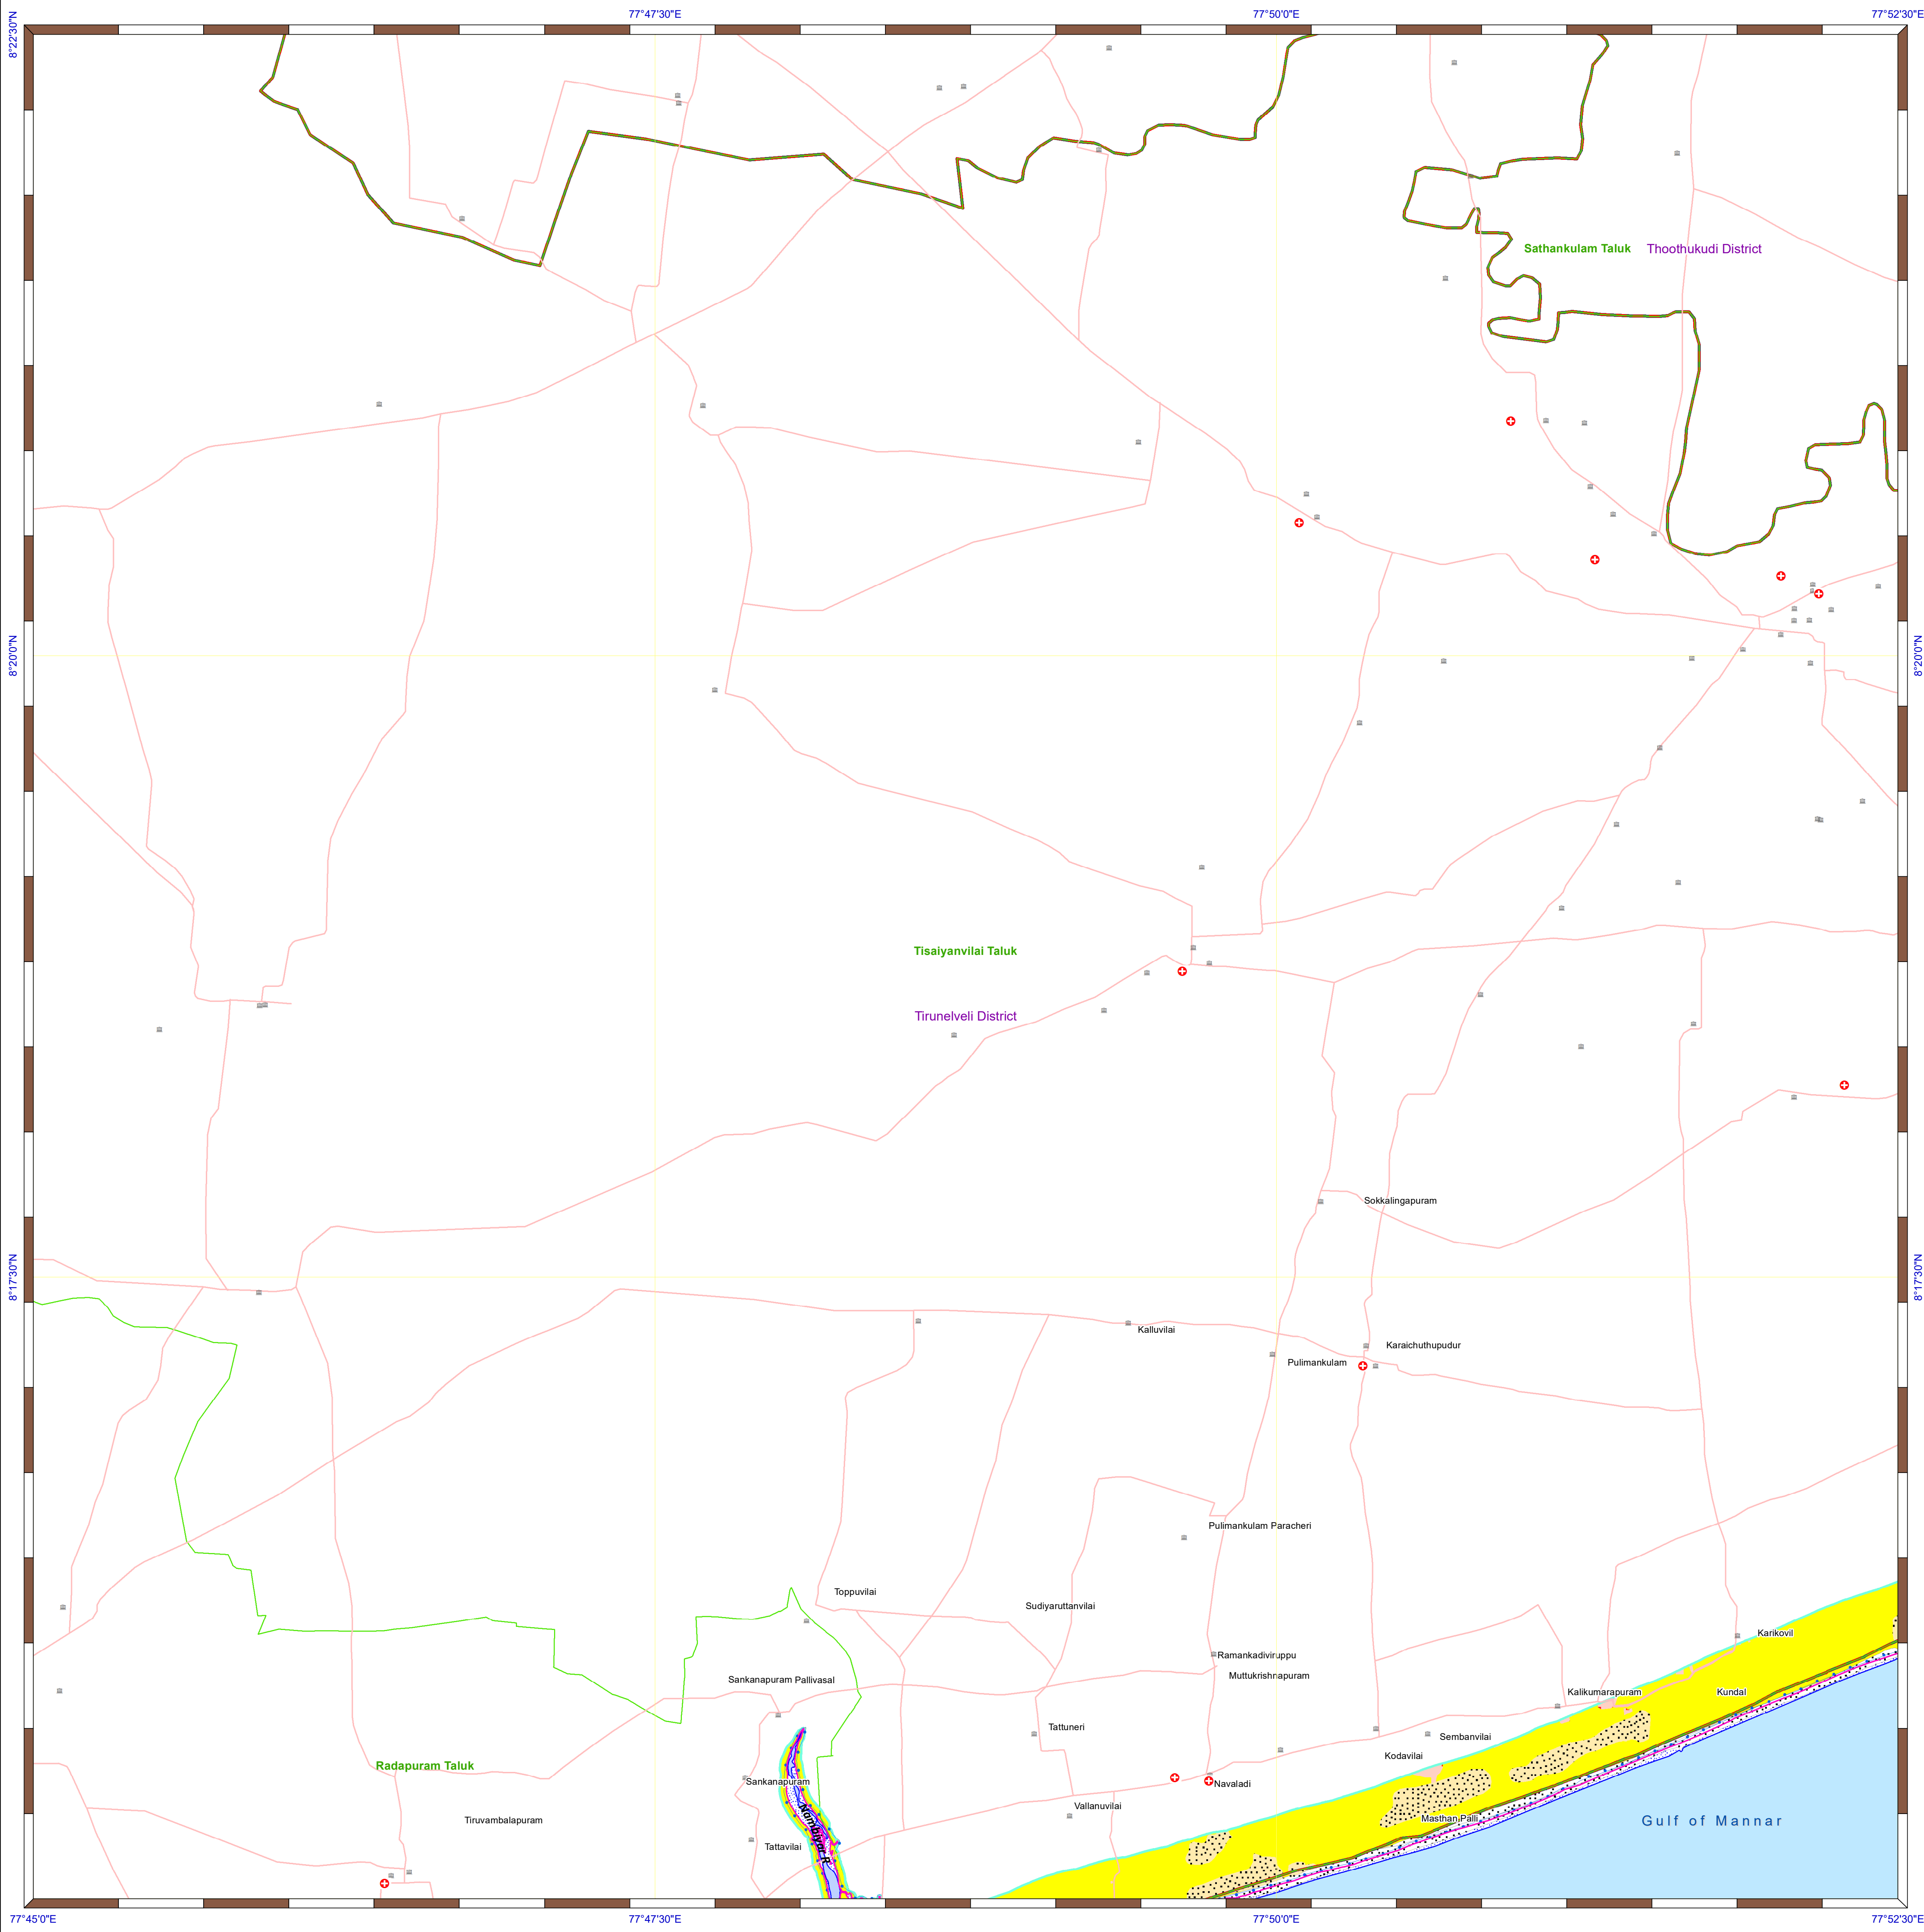 77°47'30"E
77°50'0"E
77°52'30"E
8°22'30"N
Sathankulam Taluk
Thoothukudi District
8°20'0"N
8°20'0"N
Tisaiyanvilai Taluk
Tirunelveli District
Sokkalingapuram
8°17'30"N
8°17'30"N
Kalluvilai
Karaichuthupudur
Pulimankulam
Pulimankulam Paracheri
Toppuvilai
Sudiyaruttanvilai
Karikovil
Ramankadiviruppu
Muttukrishnapuram
Sankanapuram Pallivasal
Kalikumarapuram
Kundal
Tattuneri
Sembanvilai
Kodavilai
Radapuram Taluk
Sankanapuram
Navaladi
Vallanuvilai
Masthan Palli
Gulf of Mannar
Tiruvambalapuram
Nambiyar R
Tattavilai
77°45'0"E
77°47'30"E
77°50'0"E
77°52'30"E